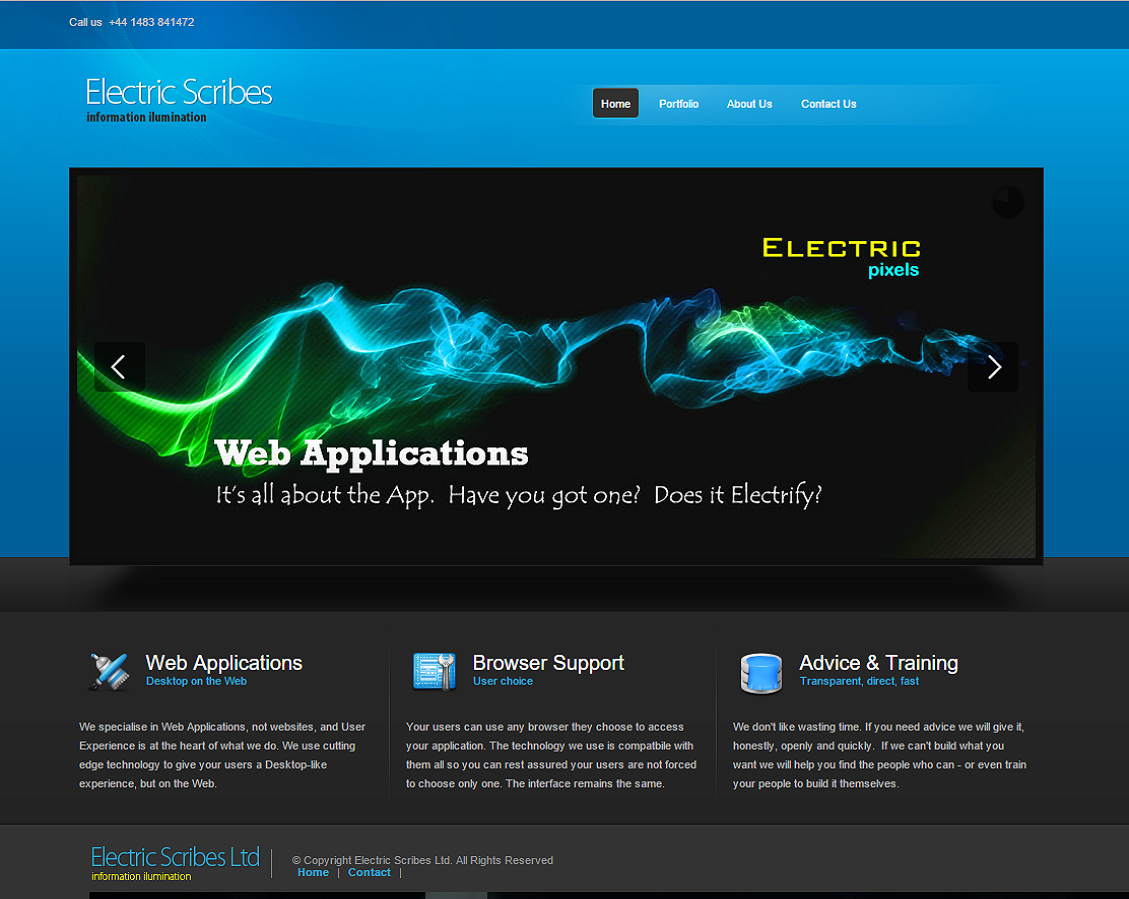 Call us +44 1483 841472
Electric Scribes
information ilumination
Home Portfolio About Us Contact Us
ELECTRIC
pixels
Web Applications
It's all about the App. Have you got one? Does it Electrify?
Web Applications
Desktop on the Web
We specialise in Web Applications, not websites, and User
Experience is at the heart of what we do. We use cutting
edge technology to give your users a Desktop-like
experience, but on the Web.
Browser Support
User choice
Your users can use any browser they choose to access
your application. The technology we use is compatbile with
them all so you can rest assured your users are not forced
to choose only one. The interface remains the same.
Advice & Training
Transparent, direct, fast
We don't like wasting time. If you need advice we will give it,
honestly, openly and quickly. If we can't build what you
want we will help you find the people who can - or even train
your people to build it themselves.
Electric Scribes Ltd
information ilumination
© Copyright Electric Scribes Ltd. All Rights Reserved
Home | Contact |